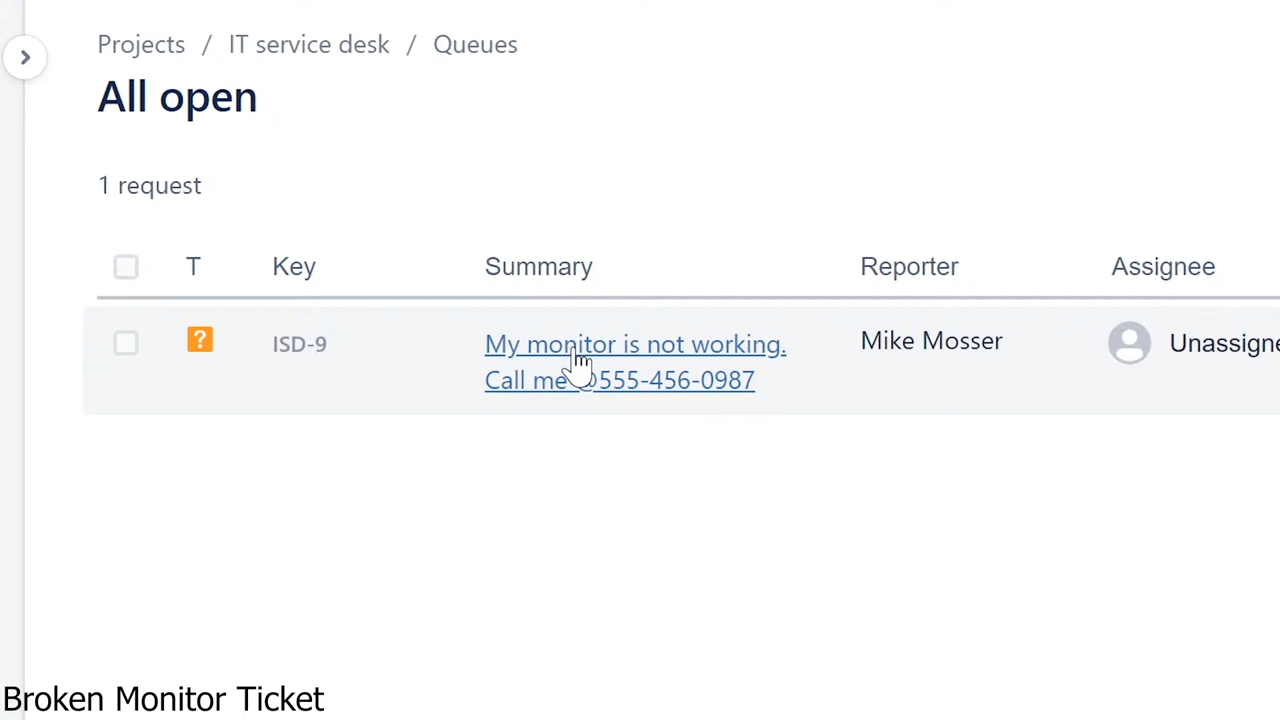 Projects / IT service desk / Queues
All open
1 request
T Key Summary Reporter Assignee
? ISD-9 My monitor is not working. Mike Mosser Unassigne
Call me @555-456-0987
Broken Monitor Ticket